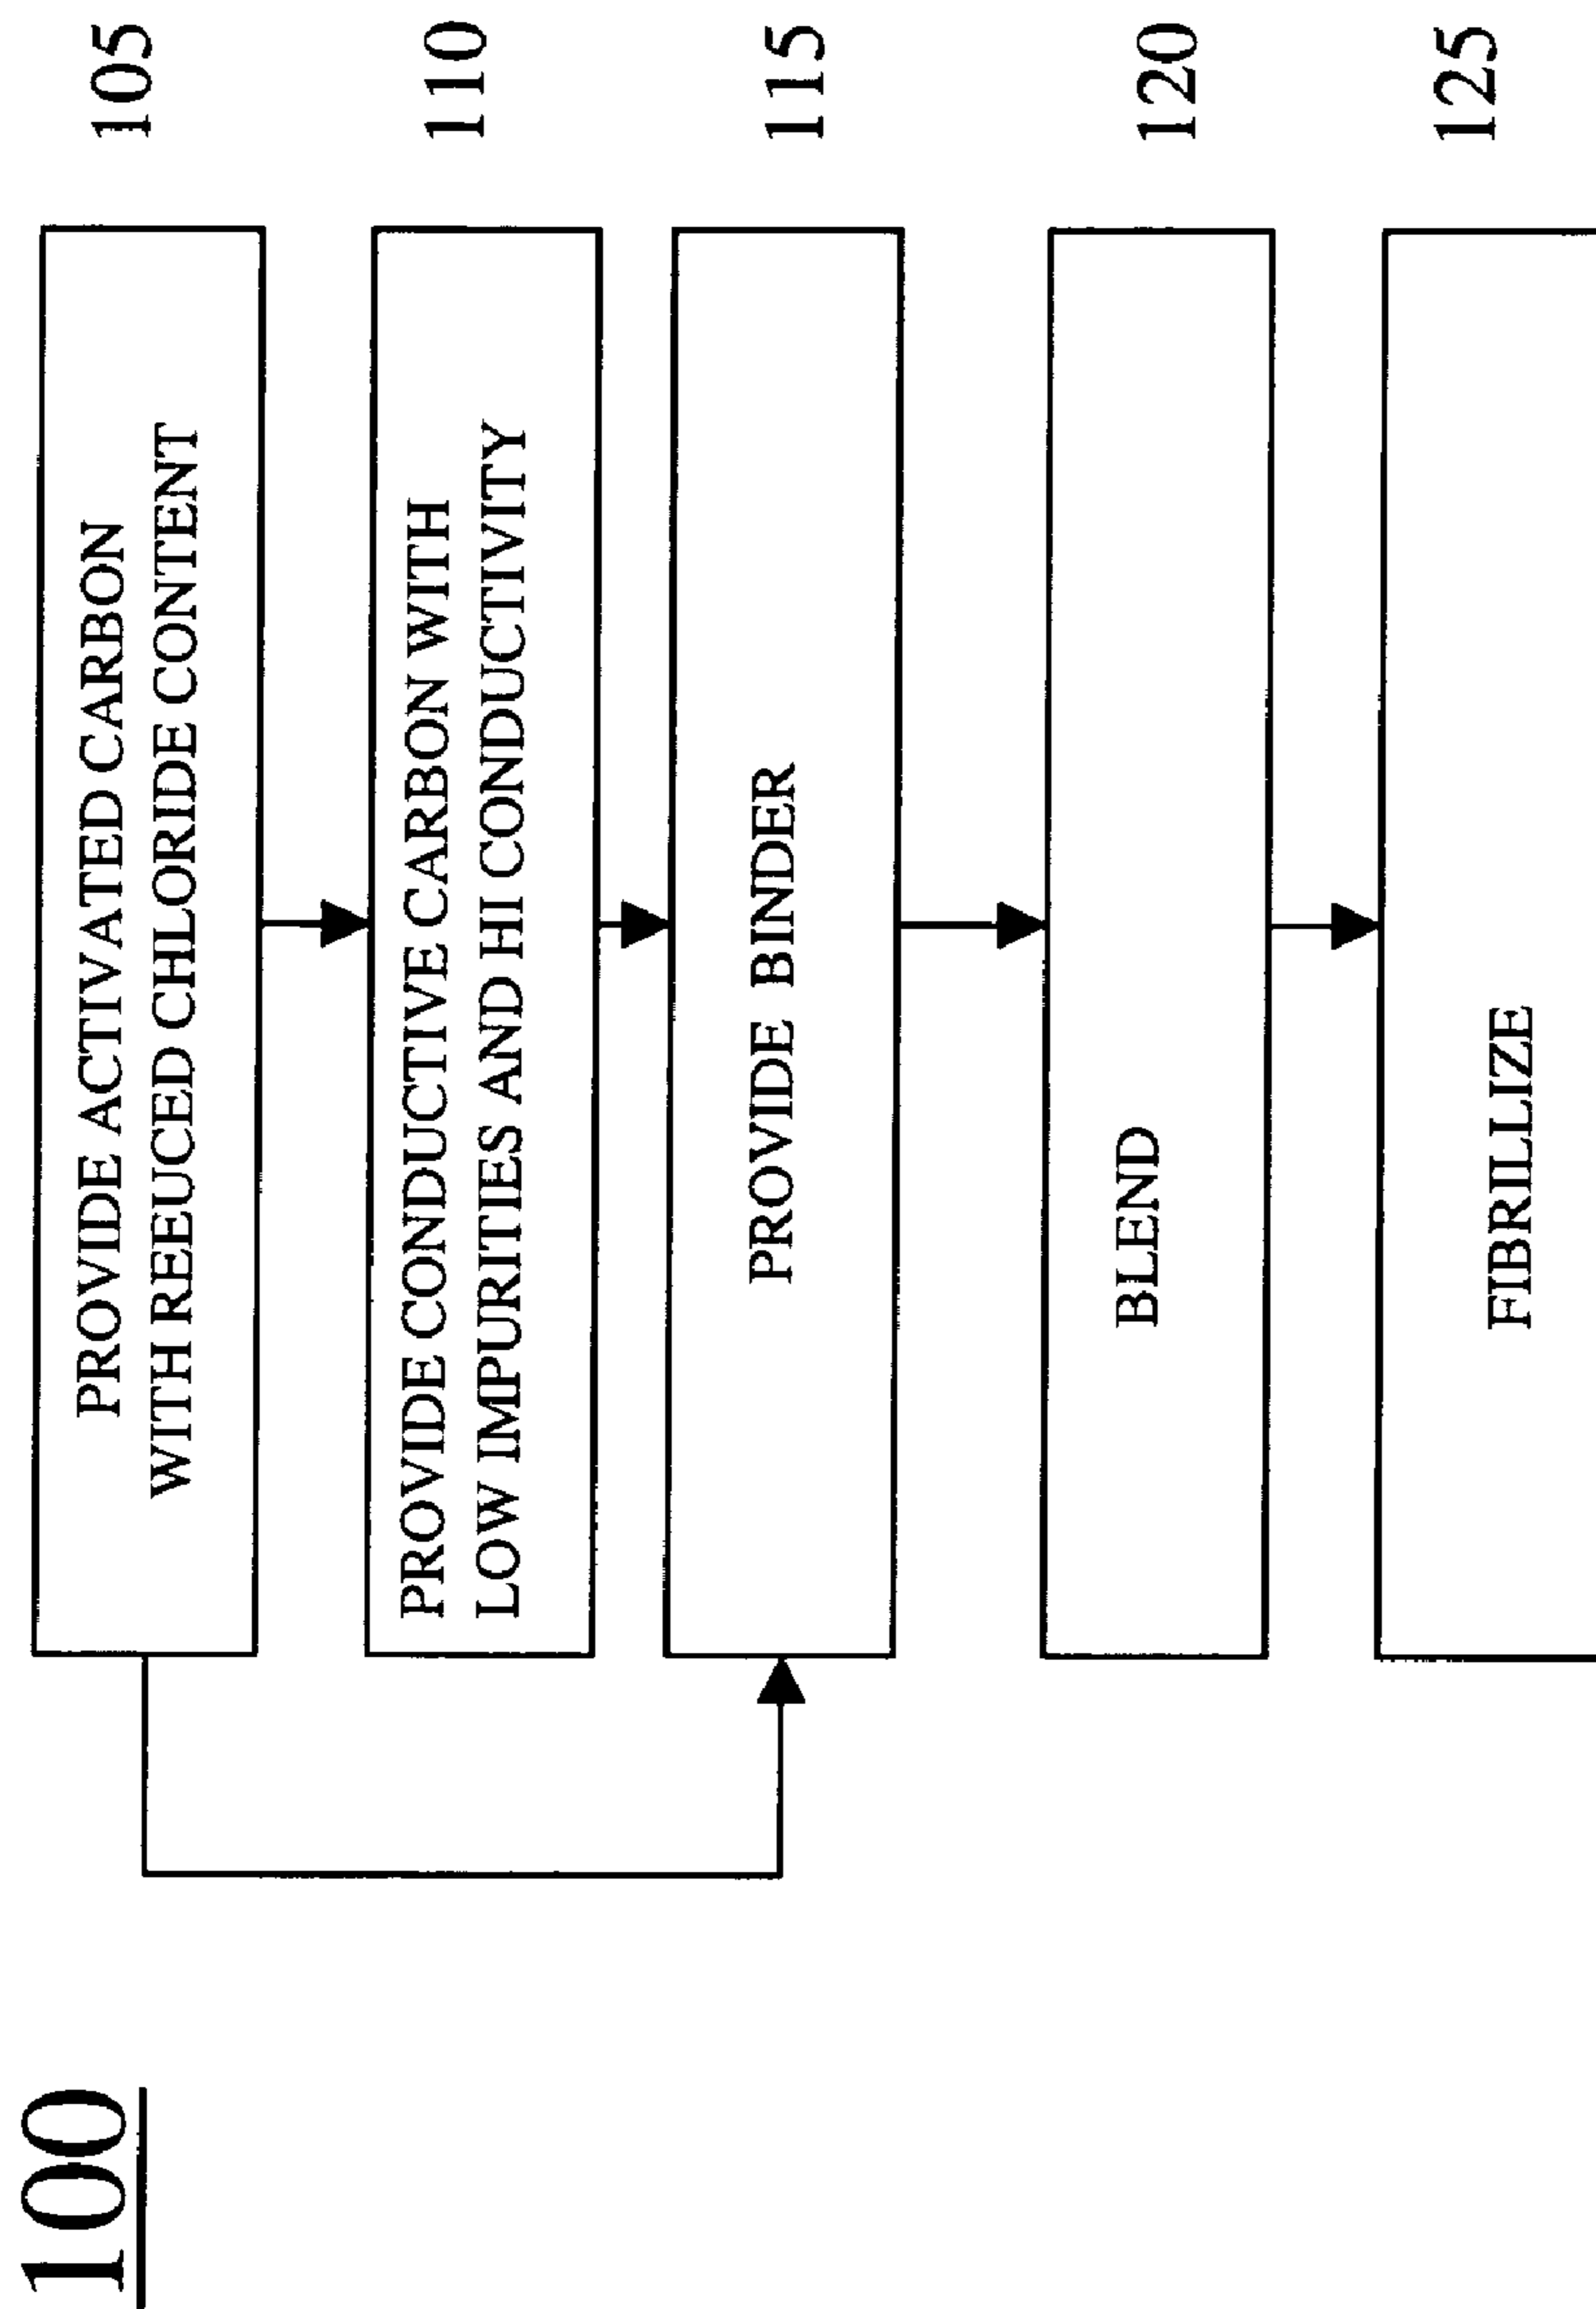 100
PROVIDE ACTIVATED CARBON
WITH REEUCED CHLORIDE CONTENT
105
PROVIDE CONDUCTIVE CARBON WITH
LOW IMPURITIES AND HI CONDUCTIVITY
110
PROVIDE BINDER
115
BLEND
120
FIBRILLIZE
125